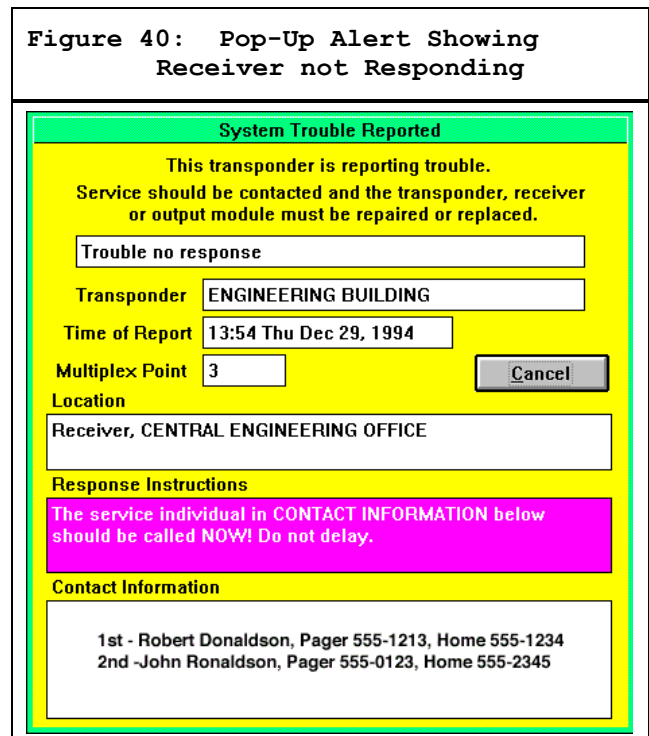 Figure 40: Pop-Up Alert Showing
Receiver not Responding
System Trouble Reported
This transponder is reporting trouble.
Service should be contacted and the transponder, receiver
or output module must be repaired or replaced.
Trouble no response
Transponder ENGINEERING BUILDING
Time of Report 13:54 Thu Dec 29, 1994
Multiplex Point 3 Cancel
Location
Receiver, CENTRAL ENGINEERING OFFICE
Response Instructions
The service individual in CONTACT INFORMATION below
should be called NOW! Do not delay.
Contact Information
1st - Robert Donaldson, Pager 555-1213, Home 555-1234
2nd -John Ronaldson, Pager 555-0123, Home 555-2345